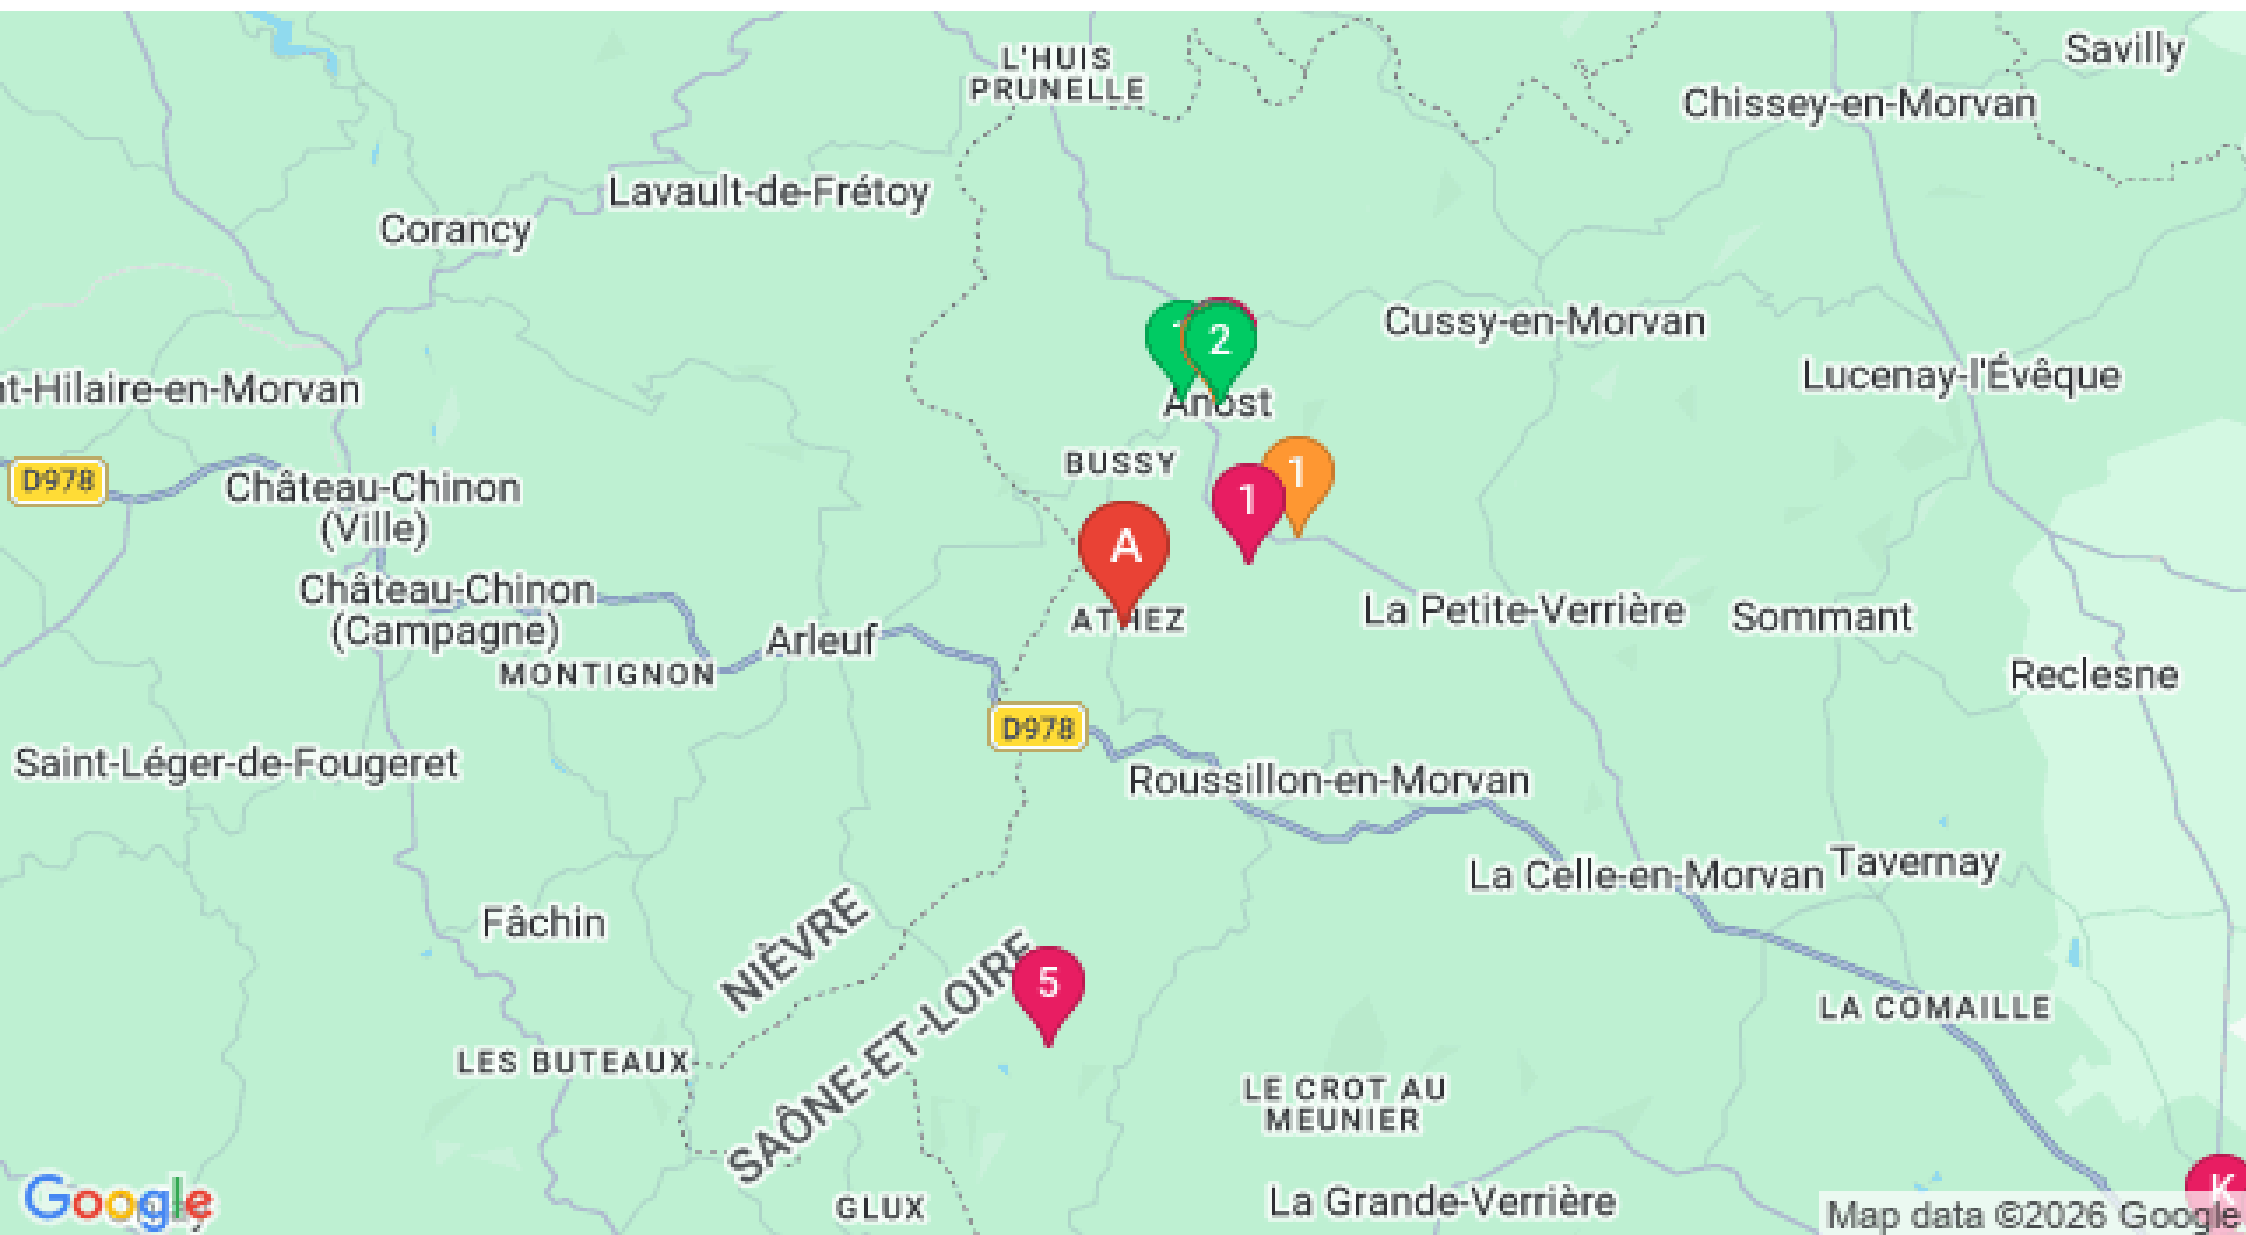 L'HUIS
PRUNELLE
Savilly
Chissey-en-Morvan
Lavault-de-Frétoy
Corancy
2
Cussy-en-Morvan
Lucenay-l'Évêque
t-Hilaire-en-Morvan
Anost
BUSSY
1
1
D978
Château-Chinon
(Ville)
A
Château-Chinon
(Campagne)
ATHEZ
La Petite-Verrière
Sommant
Arleuf
MONTIGNON
Reclesne
D978
Saint-Léger-de-Fougeret
Roussillon-en-Morvan
La Celle-en-Morvan
Tavernay
Fâchin
NIÈVRE
SAÔNE-ET-LOIRE
5
LA COMAILLE
LES BUTEAUX
LE CROT AU
MEUNIER
La Grande-Verrière
GLUX
K
Google
Map data ©2026 Google